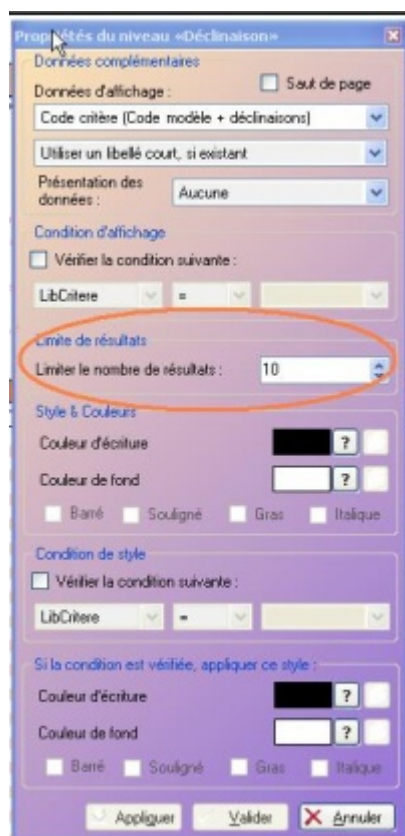 Propriétés du niveau «Déclinaison»
Données complémentaires
Données d'affichage :
Saut de page
Code critère (Code modèle + déclinaisons)
Utiliser un libellé court, si existant
Présentation des données :
Aucune
Condition d'affichage
Vérifier la condition suivante :
LibCritere =
Limite de résultats
Limiter le nombre de résultats : 10
Style & Couleurs
Couleur d'écriture ?
Couleur de fond ?
Barré Souligné Gras Italique
Condition de style
Vérifier la condition suivante :
LibCritere =
Si la condition est vérifiée, appliquer ce style :
Couleur d'écriture ?
Couleur de fond ?
Barré Souligné Gras Italique
Appliquer Valider Annuler